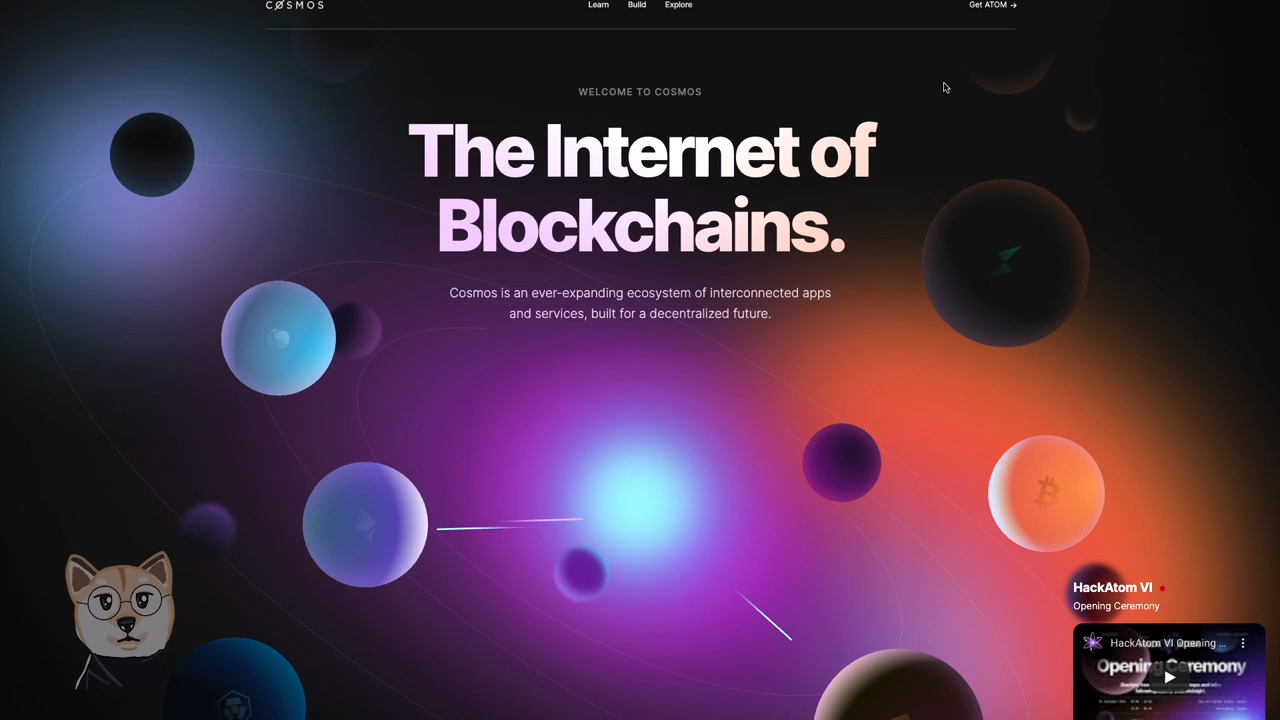 COSMOS
Learn
Build
Explore
Get ATOM →
WELCOME TO COSMOS
The Internet of
Blockchains.
Cosmos is an ever-expanding ecosystem of interconnected apps
and services, built for a decentralized future.
HackAtom VI
Opening Ceremony
HackAtom VI Opening ...
Opening Ceremony